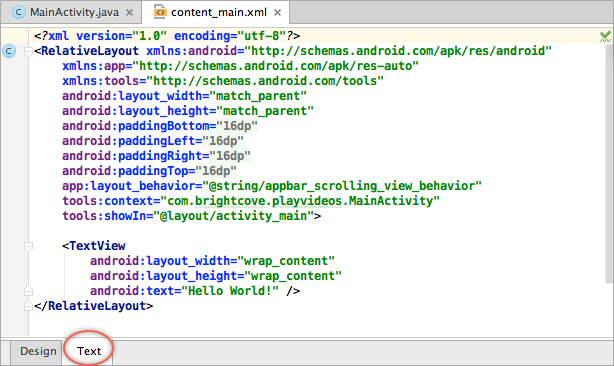 MainActivity.java × content_main.xml ×
<?xml version="1.0" encoding="utf-8"?>
<RelativeLayout xmlns:android="http://schemas.android.com/apk/res/android"
    xmlns:app="http://schemas.android.com/apk/res-auto"
    xmlns:tools="http://schemas.android.com/tools"
    android:layout_width="match_parent"
    android:layout_height="match_parent"
    android:paddingBottom="16dp"
    android:paddingLeft="16dp"
    android:paddingRight="16dp"
    android:paddingTop="16dp"
    app:layout_behavior="@string/appbar_scrolling_view_behavior"
    tools:context="com.brightcove.playvideos.MainActivity"
    tools:showIn="@layout/activity_main">
    <TextView
        android:layout_width="wrap_content"
        android:layout_height="wrap_content"
        android:text="Hello World!" />
</RelativeLayout>
Design Text